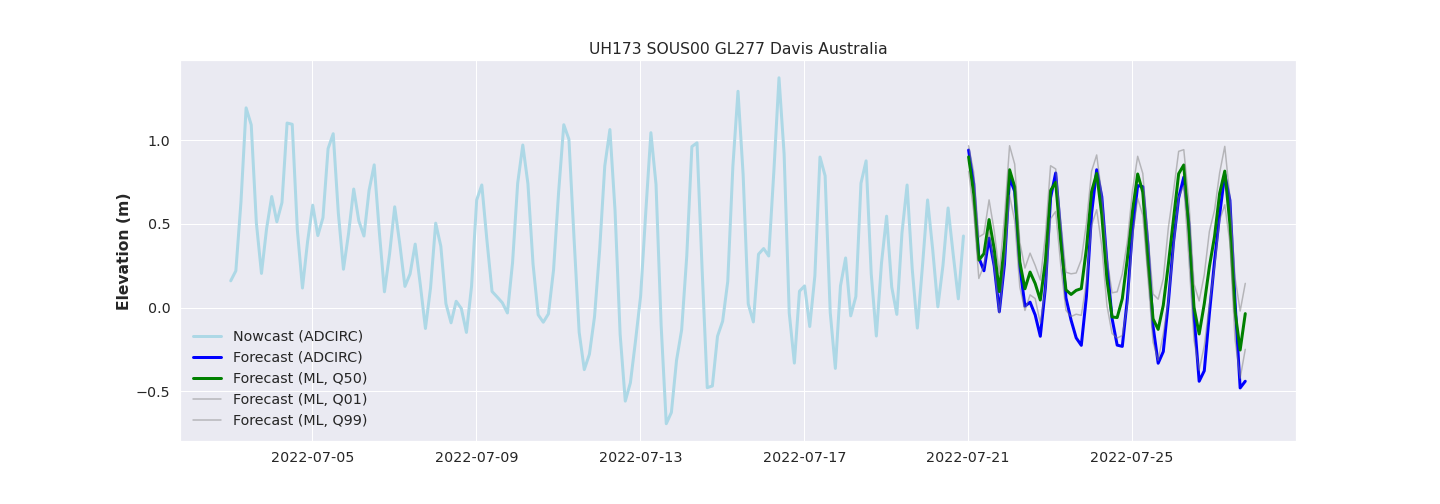 UH173 SOUS00 GL277 Davis Australia
Elevation (m)
1.0
0.5
0.0
−0.5
Nowcast (ADCIRC)
Forecast (ADCIRC)
Forecast (ML, Q50)
Forecast (ML, Q01)
Forecast (ML, Q99)
2022-07-05
2022-07-09
2022-07-13
2022-07-17
2022-07-21
2022-07-25